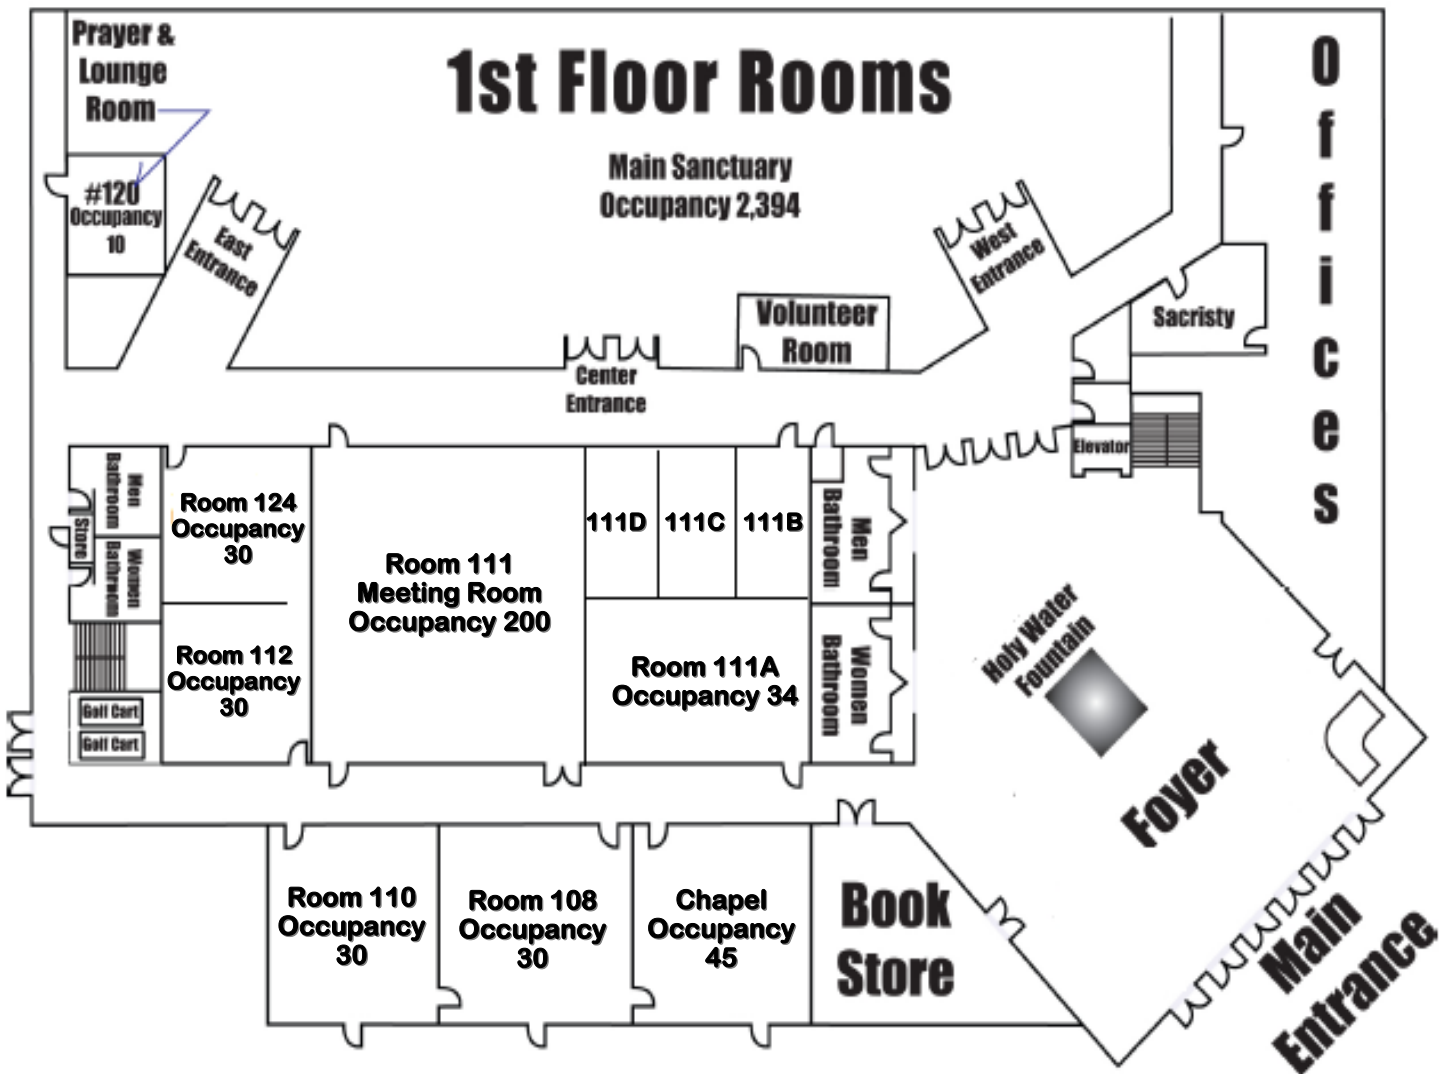 Prayer &
Lounge
Room
1st Floor Rooms
Main Sanctuary
Occupancy 2,394
#120
Occupancy
10
East
Entrance
West
Entrance
Volunteer
Room
Center
Entrance
Sacristy
Elevator
Offices
Men
Bathroom
Store
Women
Bathroom
Room 124
Occupancy
30
Room 112
Occupancy
30
Golf Cart
Golf Cart
Room 111
Meeting Room
Occupancy 200
111D
111C
111B
Room 111A
Occupancy 34
Men
Bathroom
Women
Bathroom
Holy Water
Fountain
Foyer
Room 110
Occupancy
30
Room 108
Occupancy
30
Chapel
Occupancy
45
Book
Store
Main
Entrance